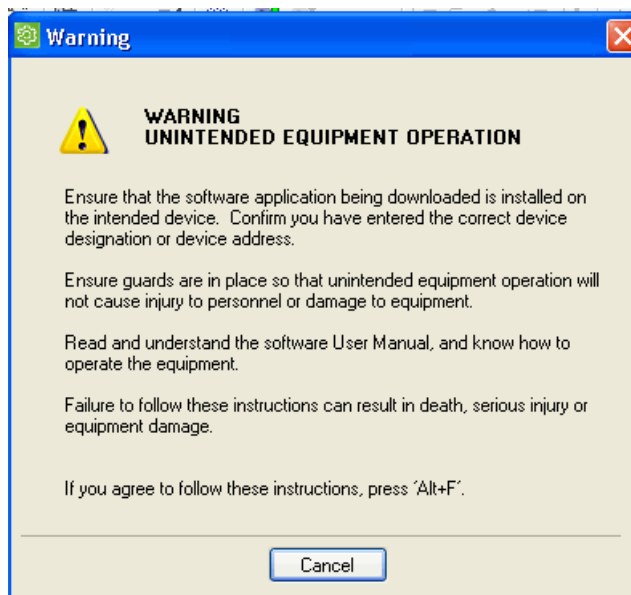 Warning
WARNING
UNINTENDED EQUIPMENT OPERATION
Ensure that the software application being downloaded is installed on
the intended device.  Confirm you have entered the correct device
designation or device address.
Ensure guards are in place so that unintended equipment operation will
not cause injury to personnel or damage to equipment.
Read and understand the software User Manual, and know how to
operate the equipment.
Failure to follow these instructions can result in death, serious injury or
equipment damage.
If you agree to follow these instructions, press ´Alt+F´.
Cancel